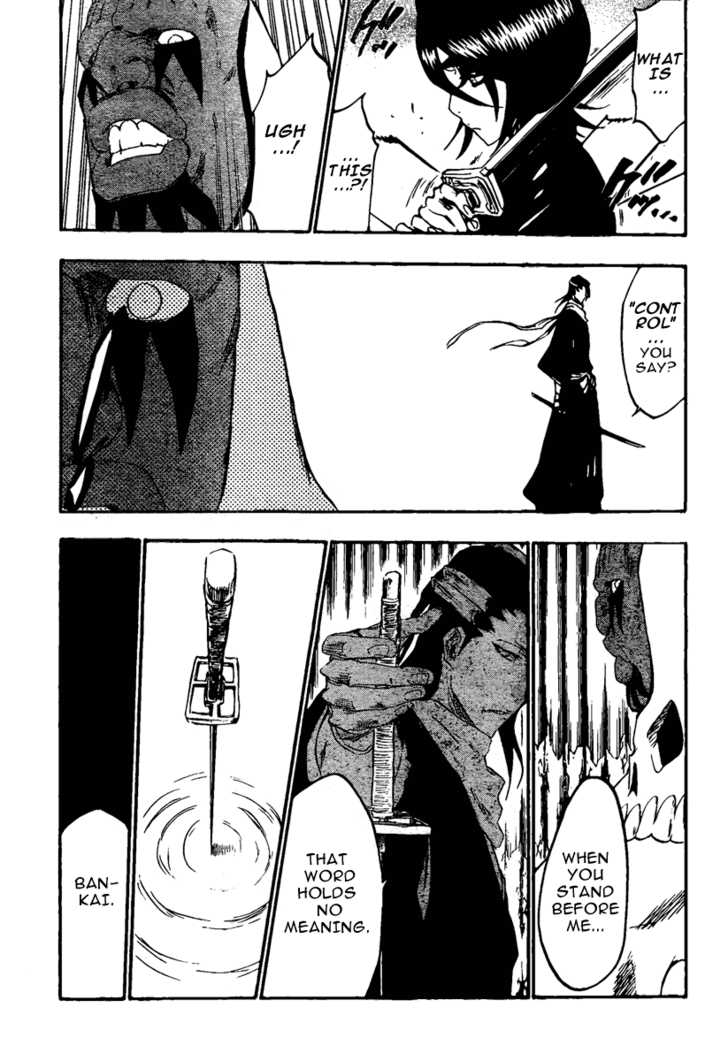 WHAT
IS
...
...
THIS
...?!
UGH
...!
"CONT
ROL"
...
YOU
SAY?
WHEN
YOU
STAND
BEFORE
ME...
THAT
WORD
HOLDS
NO
MEANING.
BAN-
KAI.